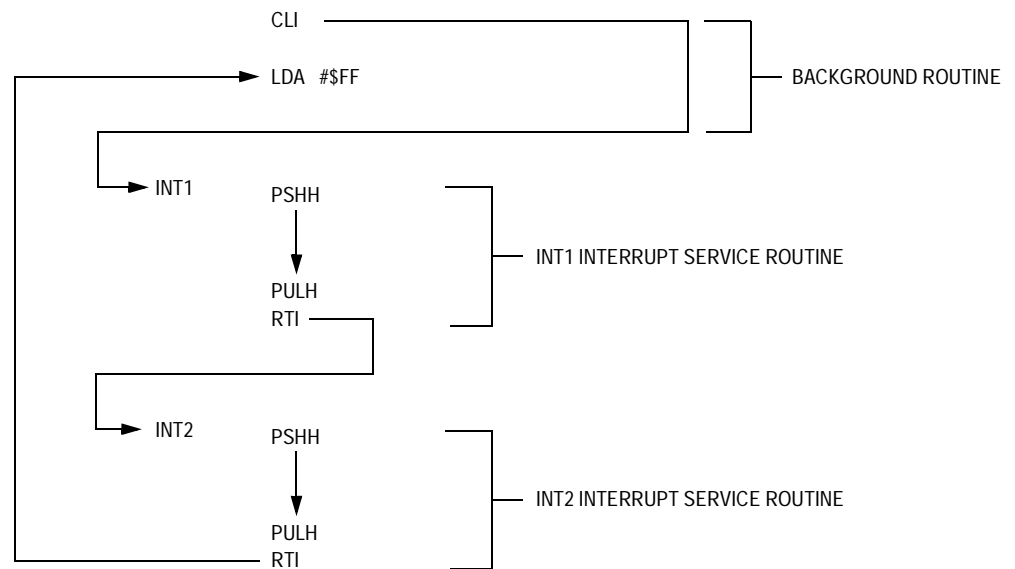 CLI
LDA #$FF
BACKGROUND ROUTINE
INT1
PSHH
INT1 INTERRUPT SERVICE ROUTINE
PULH
RTI
INT2
PSHH
INT2 INTERRUPT SERVICE ROUTINE
PULH
RTI